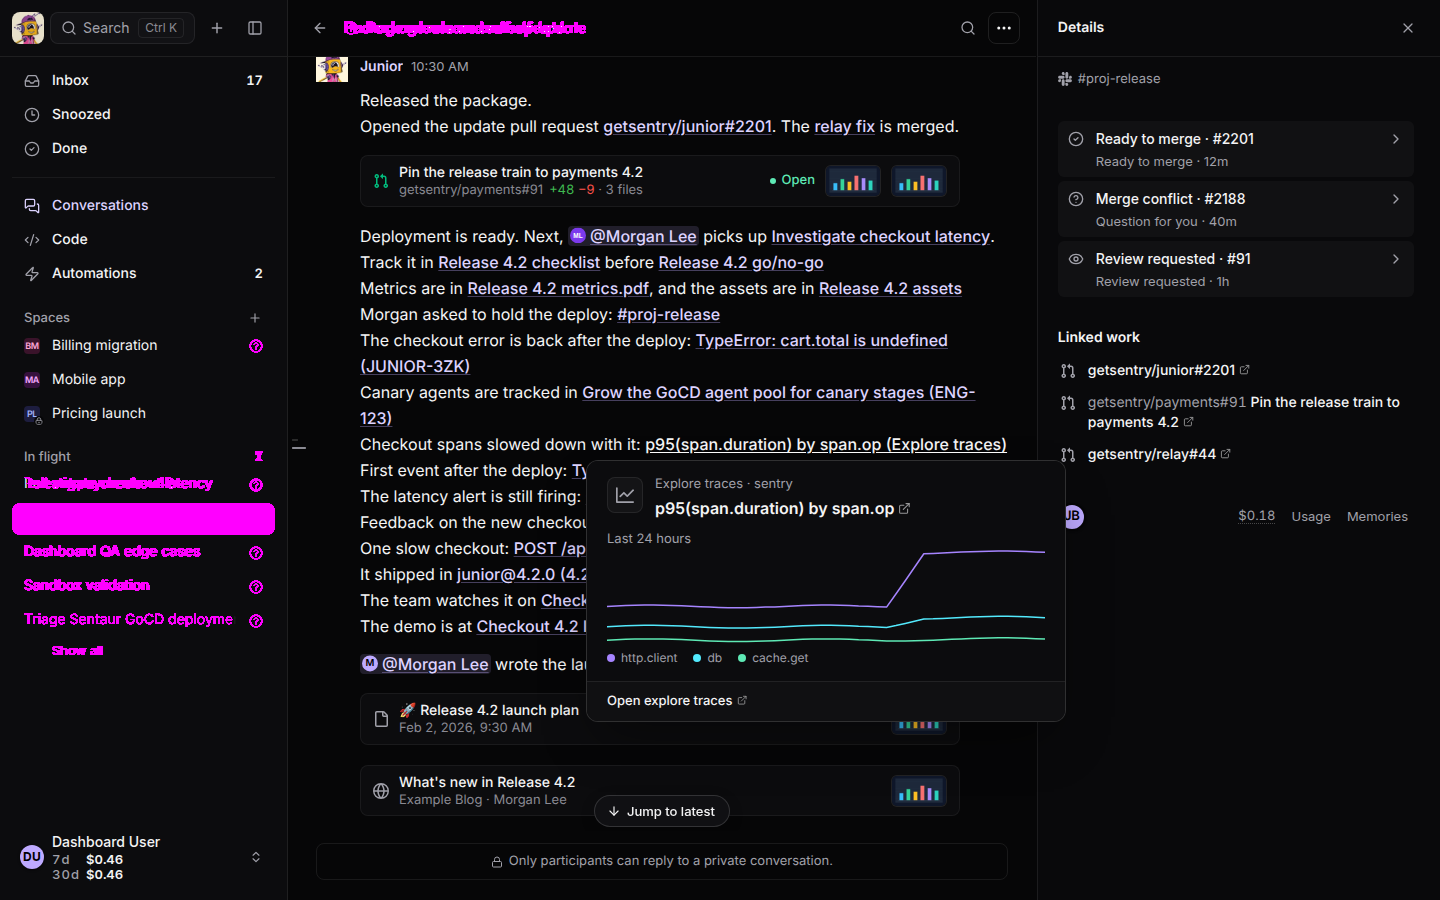 Search Ctrl K
Inbox 17
Snoozed
Done
Conversations
Code
Automations 2
Spaces
BM Billing migration
MA Mobile app
PL Pricing launch
In flight
Dashboard QA edge cases
Sandbox validation
Triage Sentaur GoCD deployme
Show all
DU Dashboard User
7d $0.46
30d $0.46
Junior 10:30 AM
Released the package.
Opened the update pull request getsentry/junior#2201. The relay fix is merged.
Pin the release train to payments 4.2
getsentry/payments#91 +48 −9 · 3 files
Open
Deployment is ready. Next, ML @Morgan Lee picks up Investigate checkout latency.
Track it in Release 4.2 checklist before Release 4.2 go/no-go
Metrics are in Release 4.2 metrics.pdf, and the assets are in Release 4.2 assets
Morgan asked to hold the deploy: #proj-release
The checkout error is back after the deploy: TypeError: cart.total is undefined
(JUNIOR-3ZK)
Canary agents are tracked in Grow the GoCD agent pool for canary stages (ENG-
123)
Checkout spans slowed down with it: p95(span.duration) by span.op (Explore traces)
First event after the deploy: Ty
The latency alert is still firing:
Feedback on the new checkou
One slow checkout: POST /ap
It shipped in junior@4.2.0 (4.2
The team watches it on Check
The demo is at Checkout 4.2
M @Morgan Lee wrote the lau
🚀 Release 4.2 launch plan
Feb 2, 2026, 9:30 AM
What's new in Release 4.2
Example Blog · Morgan Lee
Jump to latest
Only participants can reply to a private conversation.
Explore traces · sentry
p95(span.duration) by span.op
Last 24 hours
http.client db cache.get
Open explore traces
Details
#proj-release
Ready to merge · #2201
Ready to merge · 12m
Merge conflict · #2188
Question for you · 40m
Review requested · #91
Review requested · 1h
Linked work
getsentry/junior#2201
getsentry/payments#91 Pin the release train to
payments 4.2
getsentry/relay#44
JB $0.18 Usage Memories